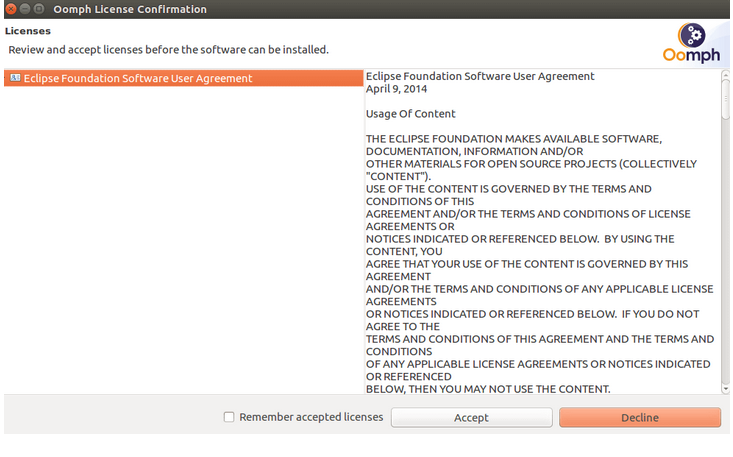 Oomph License Confirmation
Licenses
Review and accept licenses before the software can be installed.
Oomph
Eclipse Foundation Software User Agreement
Eclipse Foundation Software User Agreement
April 9, 2014
Usage Of Content
THE ECLIPSE FOUNDATION MAKES AVAILABLE SOFTWARE,
DOCUMENTATION, INFORMATION AND/OR
OTHER MATERIALS FOR OPEN SOURCE PROJECTS (COLLECTIVELY
"CONTENT").
USE OF THE CONTENT IS GOVERNED BY THE TERMS AND
CONDITIONS OF THIS
AGREEMENT AND/OR THE TERMS AND CONDITIONS OF LICENSE
AGREEMENTS OR
NOTICES INDICATED OR REFERENCED BELOW.  BY USING THE
CONTENT, YOU
AGREE THAT YOUR USE OF THE CONTENT IS GOVERNED BY THIS
AGREEMENT
AND/OR THE TERMS AND CONDITIONS OF ANY APPLICABLE LICENSE
AGREEMENTS
OR NOTICES INDICATED OR REFERENCED BELOW.  IF YOU DO NOT
AGREE TO THE
TERMS AND CONDITIONS OF THIS AGREEMENT AND THE TERMS AND
CONDITIONS
OF ANY APPLICABLE LICENSE AGREEMENTS OR NOTICES INDICATED
OR REFERENCED
BELOW, THEN YOU MAY NOT USE THE CONTENT.
Remember accepted licenses
Accept
Decline